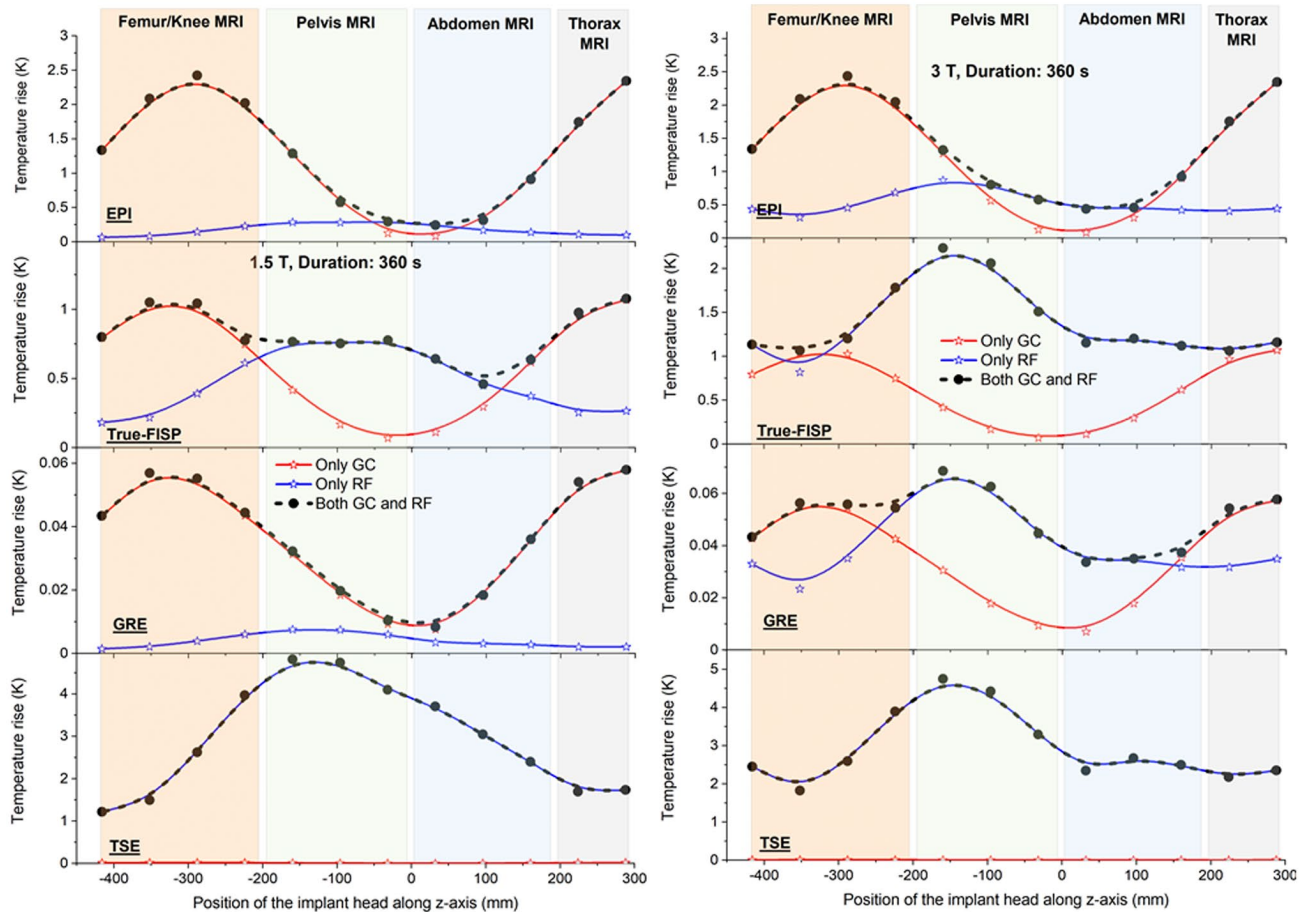 Femur/Knee MRI
Pelvis MRI
Abdomen MRI
Thorax
MRI
Temperature rise (K)
3
2.5
2
1.5
1
0.5
0
EPI
1.5 T, Duration: 360 s
Temperature rise (K)
1
0.5
0
True-FISP
Temperature rise (K)
0.06
0.04
0.02
0
Only GC
Only RF
Both GC and RF
GRE
Temperature rise (K)
4
3
2
1
0
TSE
-400
-300
-200
-100
0
100
200
300
Position of the implant head along z-axis (mm)
Femur/Knee MRI
Pelvis MRI
Abdomen MRI
Thorax
MRI
Temperature rise (K)
3
2.5
2
1.5
1
0.5
0
3 T, Duration: 360 s
EPI
Temperature rise (K)
2
1.5
1
0.5
0
Only GC
Only RF
Both GC and RF
True-FISP
Temperature rise (K)
0.06
0.04
0.02
0
GRE
Temperature rise (K)
5
4
3
2
1
0
TSE
-400
-300
-200
-100
0
100
200
300
Position of the implant head along z-axis (mm)